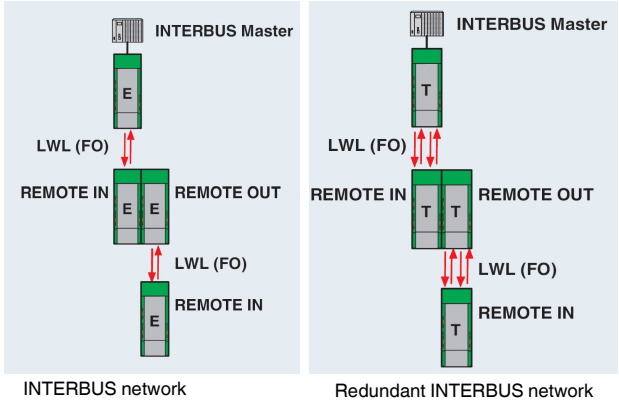 INTERBUS Master
E
LWL (FO)
REMOTE IN
E
E
REMOTE OUT
LWL (FO)
E
REMOTE IN
INTERBUS network
INTERBUS Master
T
LWL (FO)
REMOTE IN
T
T
REMOTE OUT
LWL (FO)
T
REMOTE IN
Redundant INTERBUS network